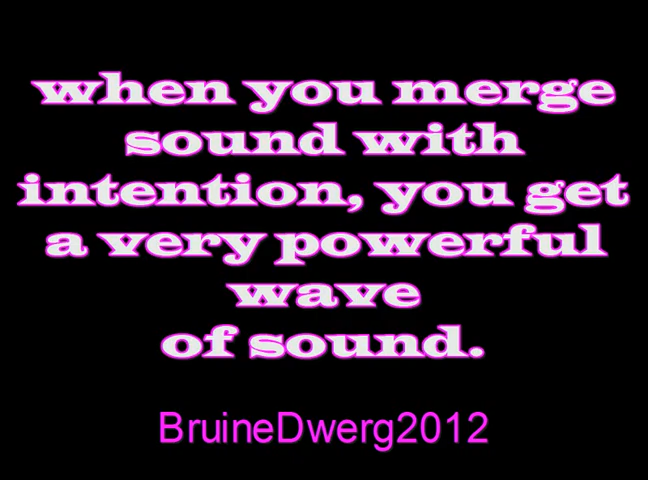 when you merge
sound with
intention, you get
a very powerful
wave
of sound.
BruineDwerg2012